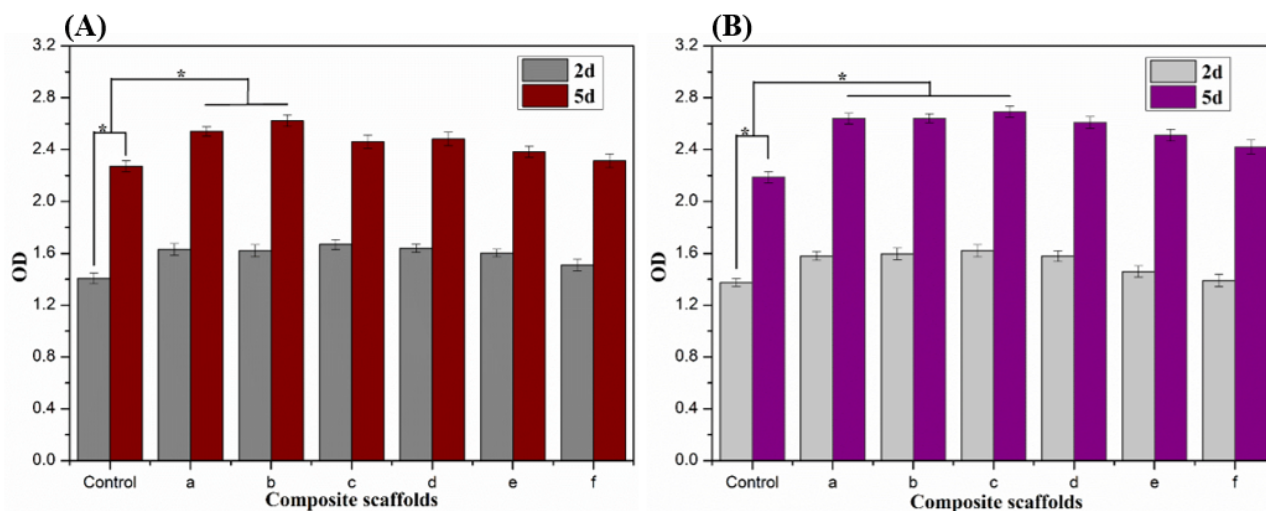 (A)
3.2
2.8
2.4
2.0
1.6
1.2
0.8
0.4
0.0
OD
2d
5d
*
*
Control a b c d e f
Composite scaffolds
(B)
3.2
2.8
2.4
2.0
1.6
1.2
0.8
0.4
0.0
OD
2d
5d
*
*
Control a b c d e f
Composite scaffolds